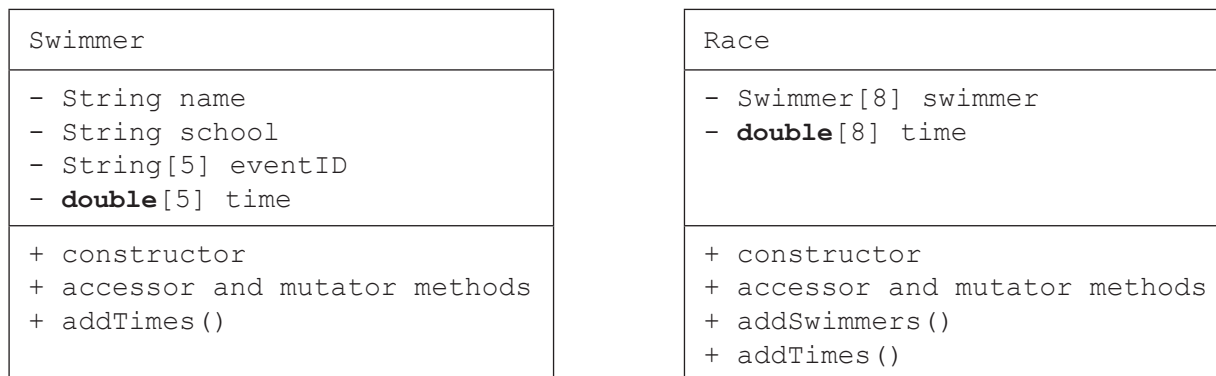 Swimmer
- String name
- String school
- String[5] eventID
- double[5] time
+ constructor
+ accessor and mutator methods
+ addTimes()
Race
- Swimmer[8] swimmer
- double[8] time
+ constructor
+ accessor and mutator methods
+ addSwimmers()
+ addTimes()